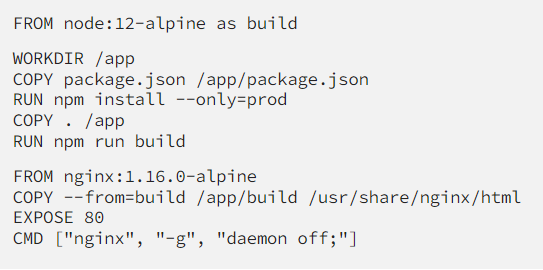 FROM node:12-alpine as build
WORKDIR /app
COPY package.json /app/package.json
RUN npm install --only=prod
COPY . /app
RUN npm run build
FROM nginx:1.16.0-alpine
COPY --from=build /app/build /usr/share/nginx/html
EXPOSE 80
CMD ["nginx", "-g", "daemon off;"]